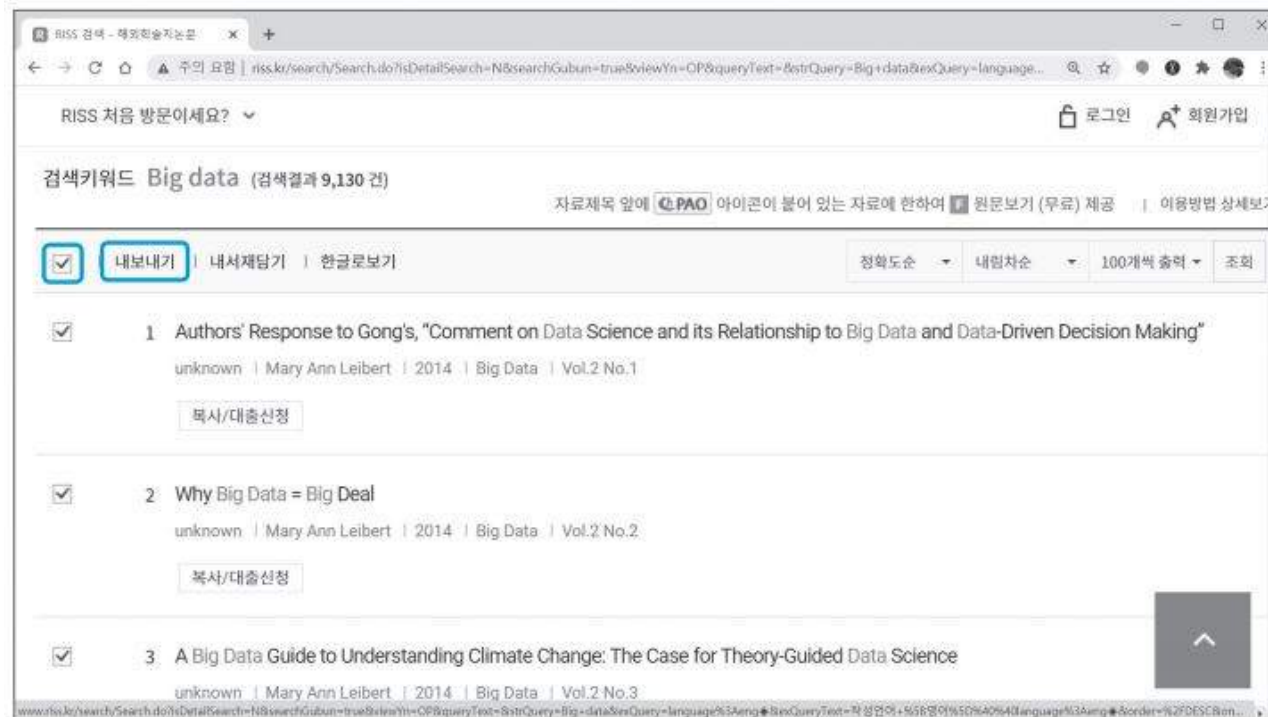 RISS 검색 - 해외학술지논문
주의 요함 | riss.kr/search/Search.do?isDetailSearch=N&searchGubun=true&viewYn=OP&queryText=&strQuery=Big+data&exQuery=language...
RISS 처음 방문이세요? 로그인 회원가입
검색키워드 Big data (검색결과 9,130 건)
자료제목 앞에 PAO 아이콘이 붙어 있는 자료에 한하여 F 원문보기 (무료) 제공 | 이용방법 상세보기
내보내기 | 내서재담기 | 한글로보기 정확도순 내림차순 100개씩 출력 조회
1 Authors' Response to Gong's, "Comment on Data Science and its Relationship to Big Data and Data-Driven Decision Making"
unknown | Mary Ann Leibert | 2014 | Big Data | Vol.2 No.1
복사/대출신청
2 Why Big Data = Big Deal
unknown | Mary Ann Leibert | 2014 | Big Data | Vol.2 No.2
복사/대출신청
3 A Big Data Guide to Understanding Climate Change: The Case for Theory-Guided Data Science
unknown | Mary Ann Leibert | 2014 | Big Data | Vol.2 No.3